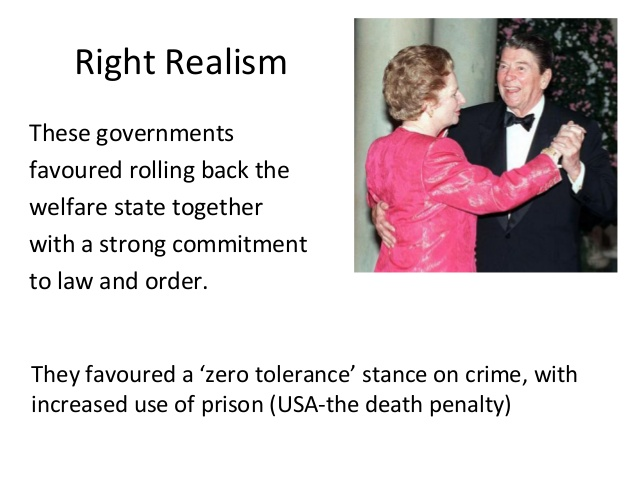 Right Realism
These governments
favoured rolling back the
welfare state together
with a strong commitment
to law and order.
They favoured a ‘zero tolerance’ stance on crime, with
increased use of prison (USA-the death penalty)